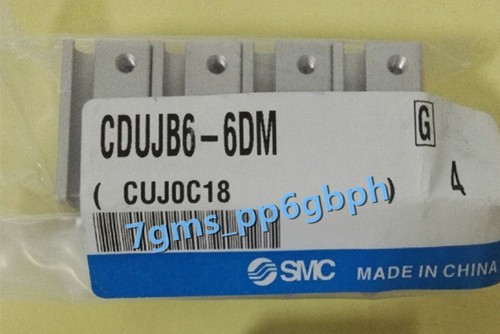 CDUJB6-6DM
G
( CUJ0C18 )
4
7gms_pp6gbph
SMC MADE IN CHINA